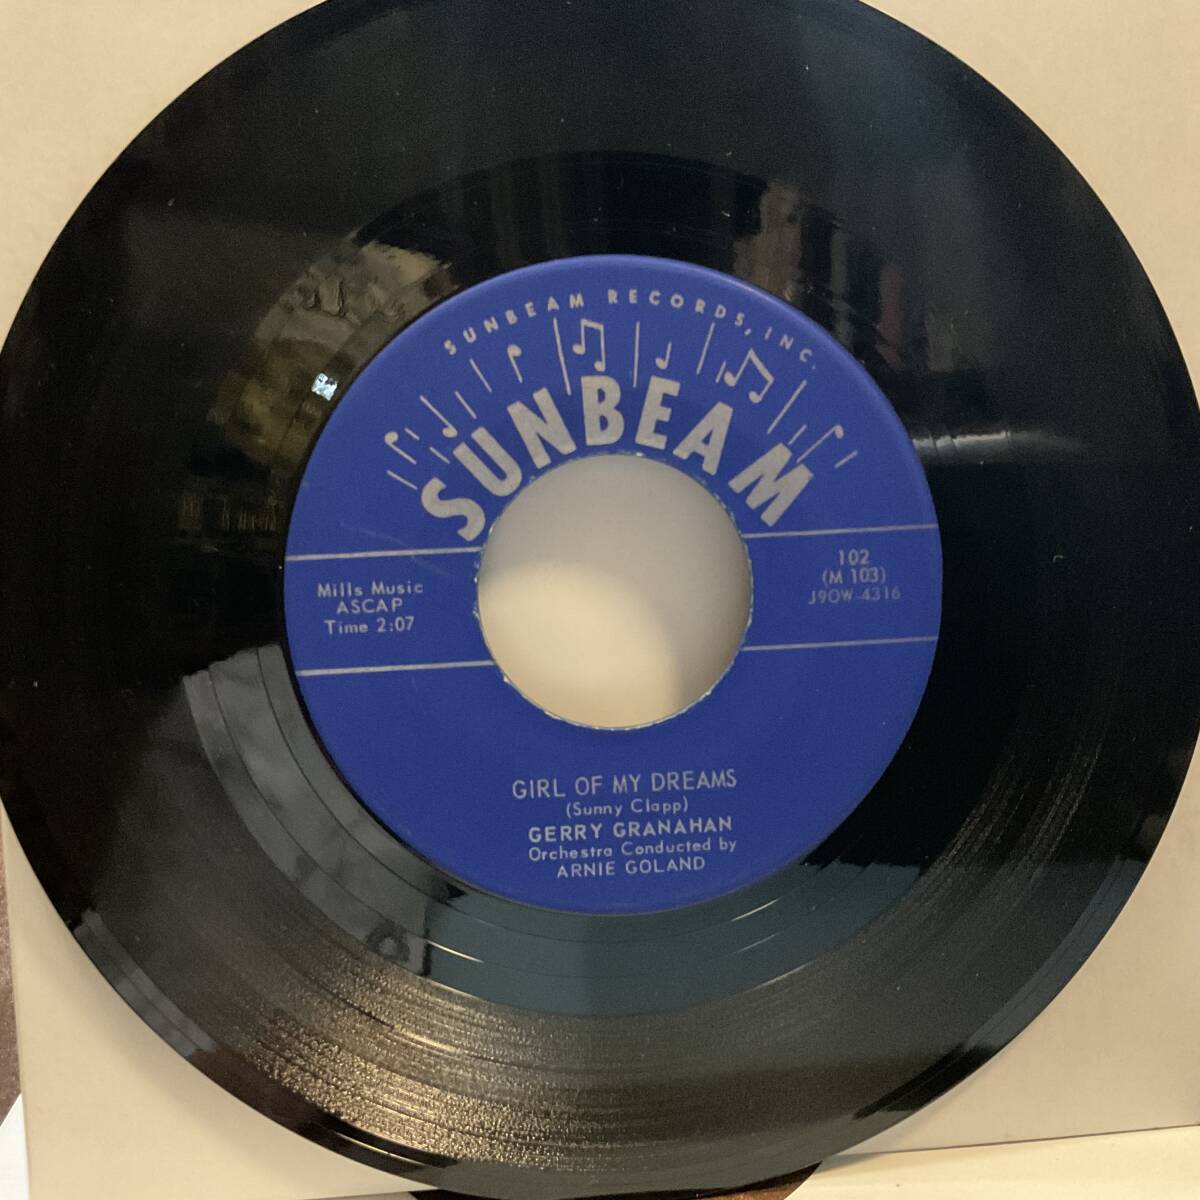 SUNBEAM RECORDS, INC.
SUNBEAM
Mills Music
ASCAP
Time 2:07
102
(M 103)
J9OW-4316
GIRL OF MY DREAMS
(Sunny Clapp)
GERRY GRANAHAN
Orchestra Conducted by
ARNIE GOLAND